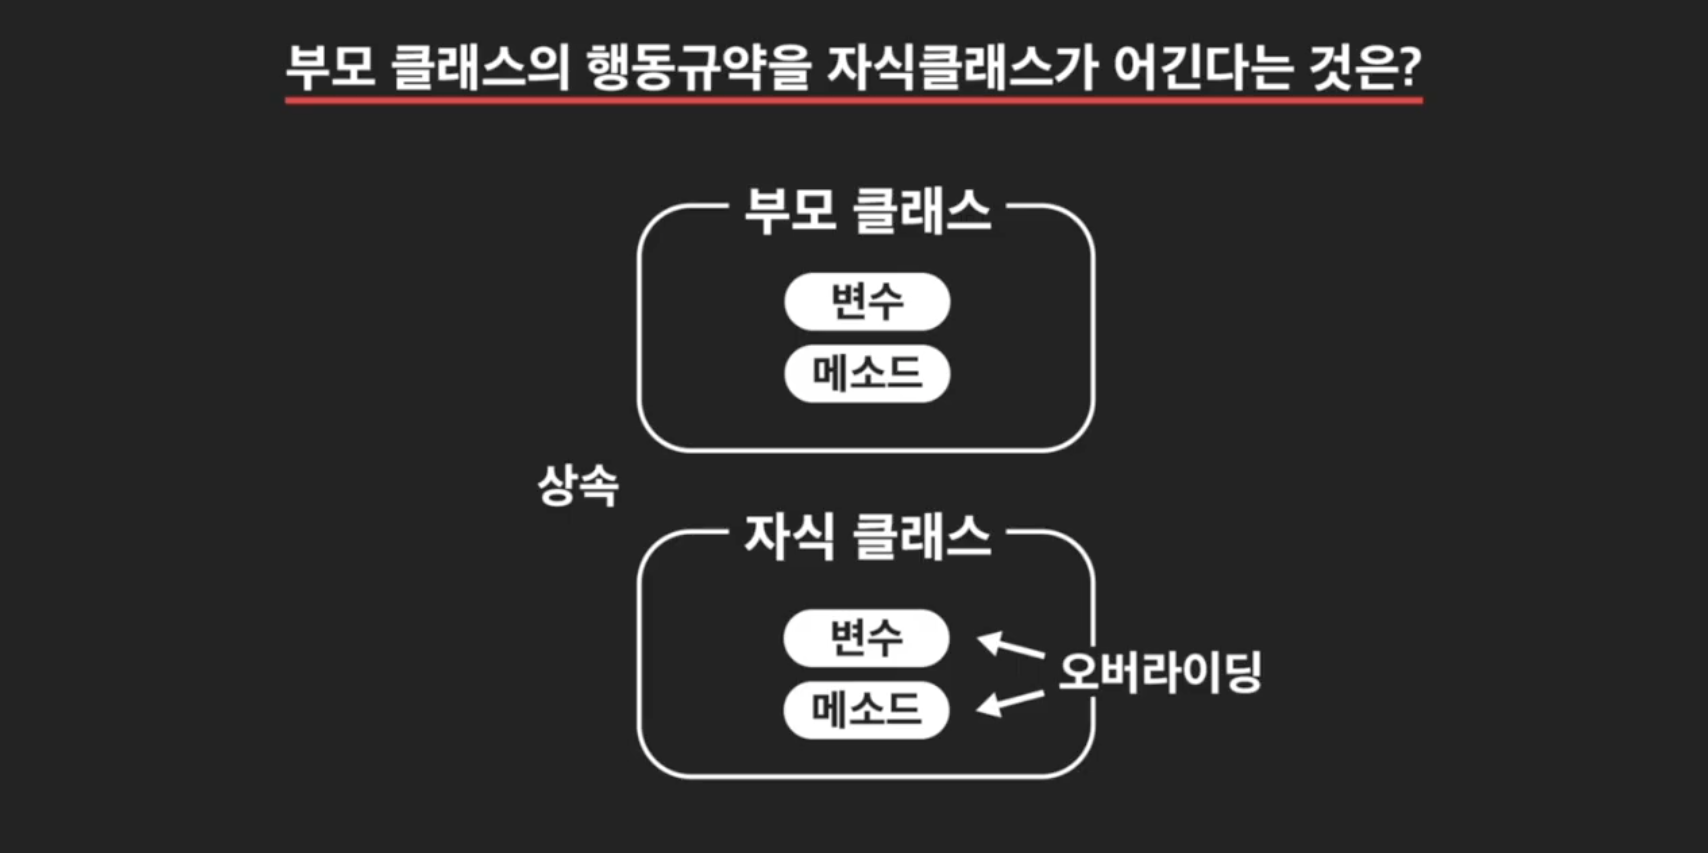 부모 클래스의 행동규약을 자식클래스가 어긴다는 것은?
부모 클래스
변수
메소드
상속
자식 클래스
변수
오버라이딩
메소드